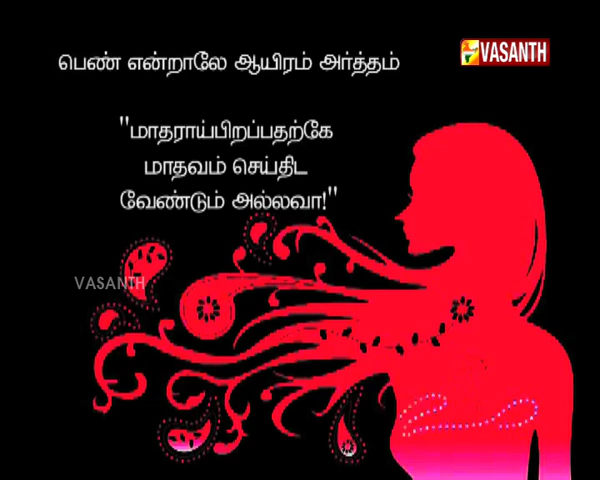 பெண் என்றாலே ஆயிரம் அர்த்தம்
VASANTH
"மாதராய்பிறப்பதற்கே
மாதவம் செய்திட
வேண்டும் அல்லவா!"
VASANTH